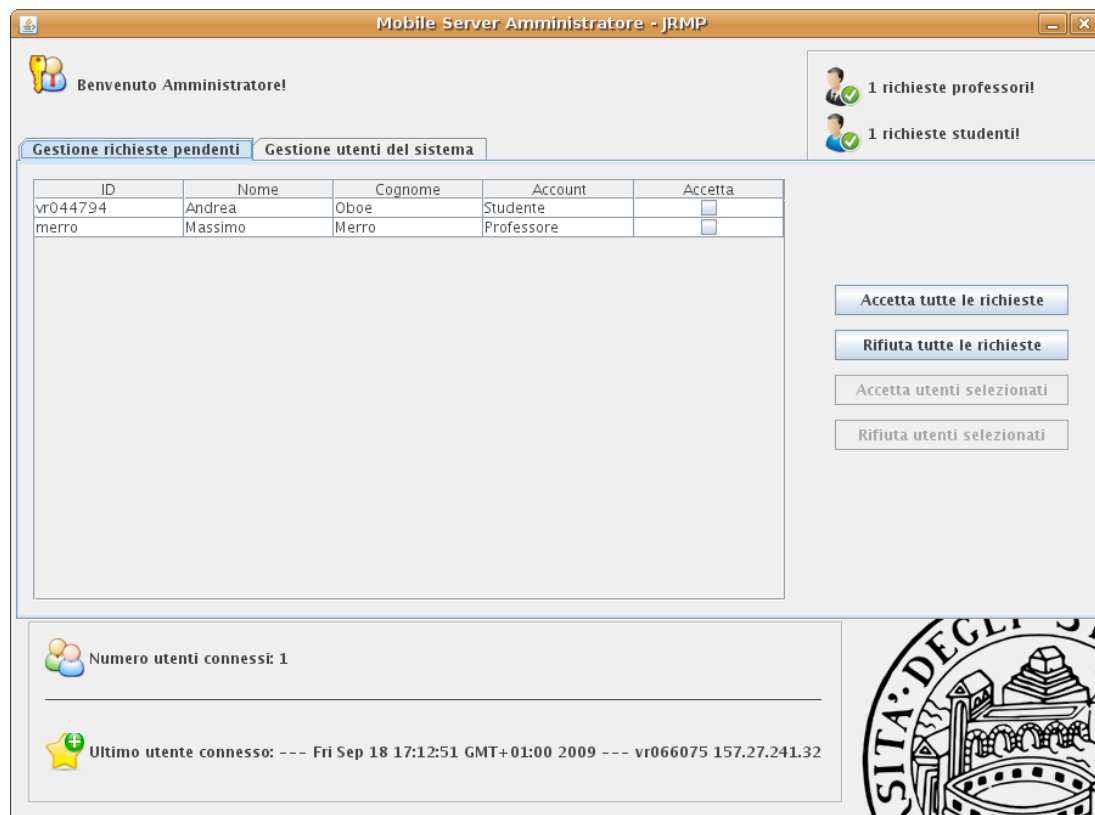 Mobile Server Amministratore - JRMP
Benvenuto Amministratore!
1 richieste professori!
1 richieste studenti!
Gestione richieste pendenti Gestione utenti del sistema
ID Nome Cognome Account Accetta
vr044794 Andrea Oboe Studente
merro Massimo Merro Professore
Accetta tutte le richieste
Rifiuta tutte le richieste
Accetta utenti selezionati
Rifiuta utenti selezionati
Numero utenti connessi: 1
Ultimo utente connesso: --- Fri Sep 18 17:12:51 GMT+01:00 2009 --- vr066075 157.27.241.32
SITA'· DEGLI S